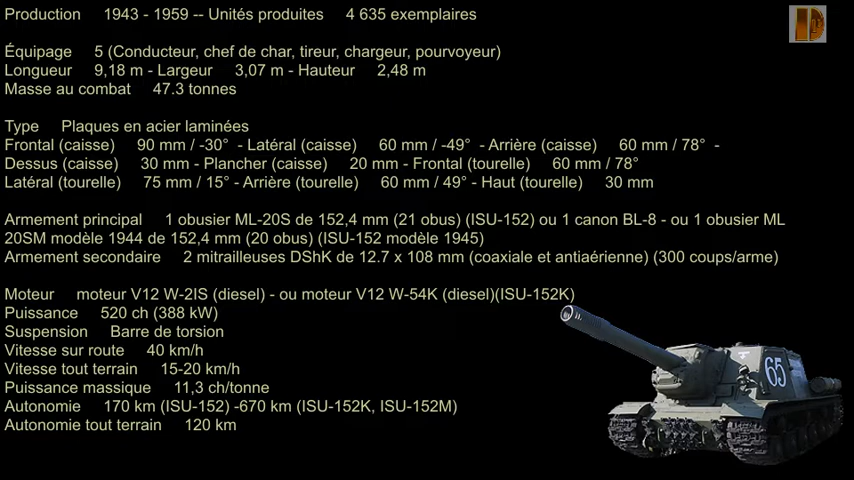 Production 1943 - 1959 -- Unités produites 4 635 exemplaires
Équipage 5 (Conducteur, chef de char, tireur, chargeur, pourvoyeur)
Longueur 9,18 m - Largeur 3,07 m - Hauteur 2,48 m
Masse au combat 47.3 tonnes
Type Plaques en acier laminées
Frontal (caisse) 90 mm / -30° - Latéral (caisse) 60 mm / -49° - Arrière (caisse) 60 mm / 78° -
Dessus (caisse) 30 mm - Plancher (caisse) 20 mm - Frontal (tourelle) 60 mm / 78°
Latéral (tourelle) 75 mm / 15° - Arrière (tourelle) 60 mm / 49° - Haut (tourelle) 30 mm
Armement principal 1 obusier ML-20S de 152,4 mm (21 obus) (ISU-152) ou 1 canon BL-8 - ou 1 obusier ML
20SM modèle 1944 de 152,4 mm (20 obus) (ISU-152 modèle 1945)
Armement secondaire 2 mitrailleuses DShK de 12.7 x 108 mm (coaxiale et antiaérienne) (300 coups/arme)
Moteur moteur V12 W-2IS (diesel) - ou moteur V12 W-54K (diesel)(ISU-152K)
Puissance 520 ch (388 kW)
Suspension Barre de torsion
Vitesse sur route 40 km/h
Vitesse tout terrain 15-20 km/h
Puissance massique 11,3 ch/tonne
Autonomie 170 km (ISU-152) -670 km (ISU-152K, ISU-152M)
Autonomie tout terrain 120 km
65